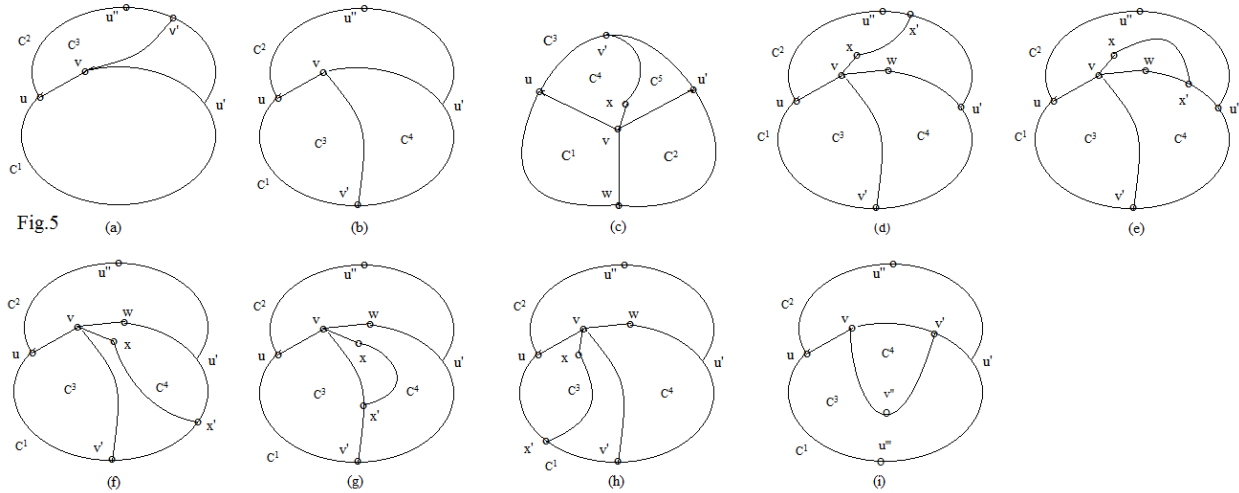 u'' v' C² C³ v u u' C¹
C² v u u' C³ C⁴ C¹ v'
C³ v' C⁴ C⁵ u u' x v C¹ C² w
u'' x' C² x v w u u' C¹ C³ C⁴ v'
u'' C² x v w x' u u' C¹ C³ C⁴ v'
Fig.5 (a) (b) (c) (d) (e)
u'' C² v w x u u' C³ C⁴ x' C¹ v'
u'' C² v w x u u' C³ C⁴ x' C¹ v'
u'' C² v w x u u' C³ C⁴ x' C¹ v'
u'' C² v v' C⁴ u u' C³ v'' C¹ u'''
(f) (g) (h) (i)